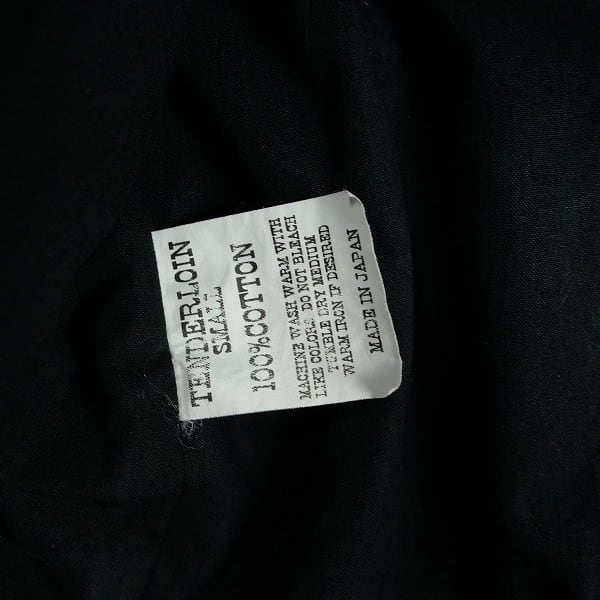 TENDERLOIN
SMALL
100%COTTON
MACHINE WASH WARM WITH
LIKE COLORS. DO NOT BLEACH
TUMBLE DRY MEDIUM
WARM IRON IF DESIRED
MADE IN JAPAN